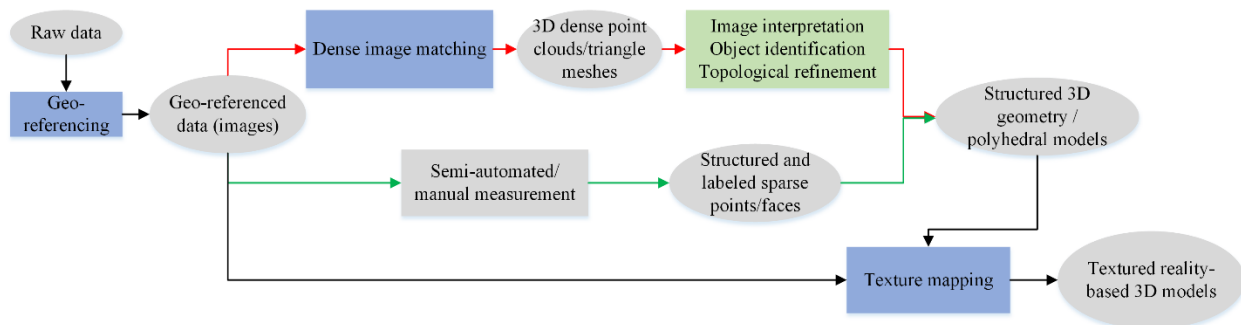 Raw data
Geo-
referencing
Geo-referenced
data (images)
Dense image matching
3D dense point
clouds/triangle
meshes
Image interpretation
Object identification
Topological refinement
Semi-automated/
manual measurement
Structured and
labeled sparse
points/faces
Structured 3D
geometry /
polyhedral models
Texture mapping
Textured reality-
based 3D models